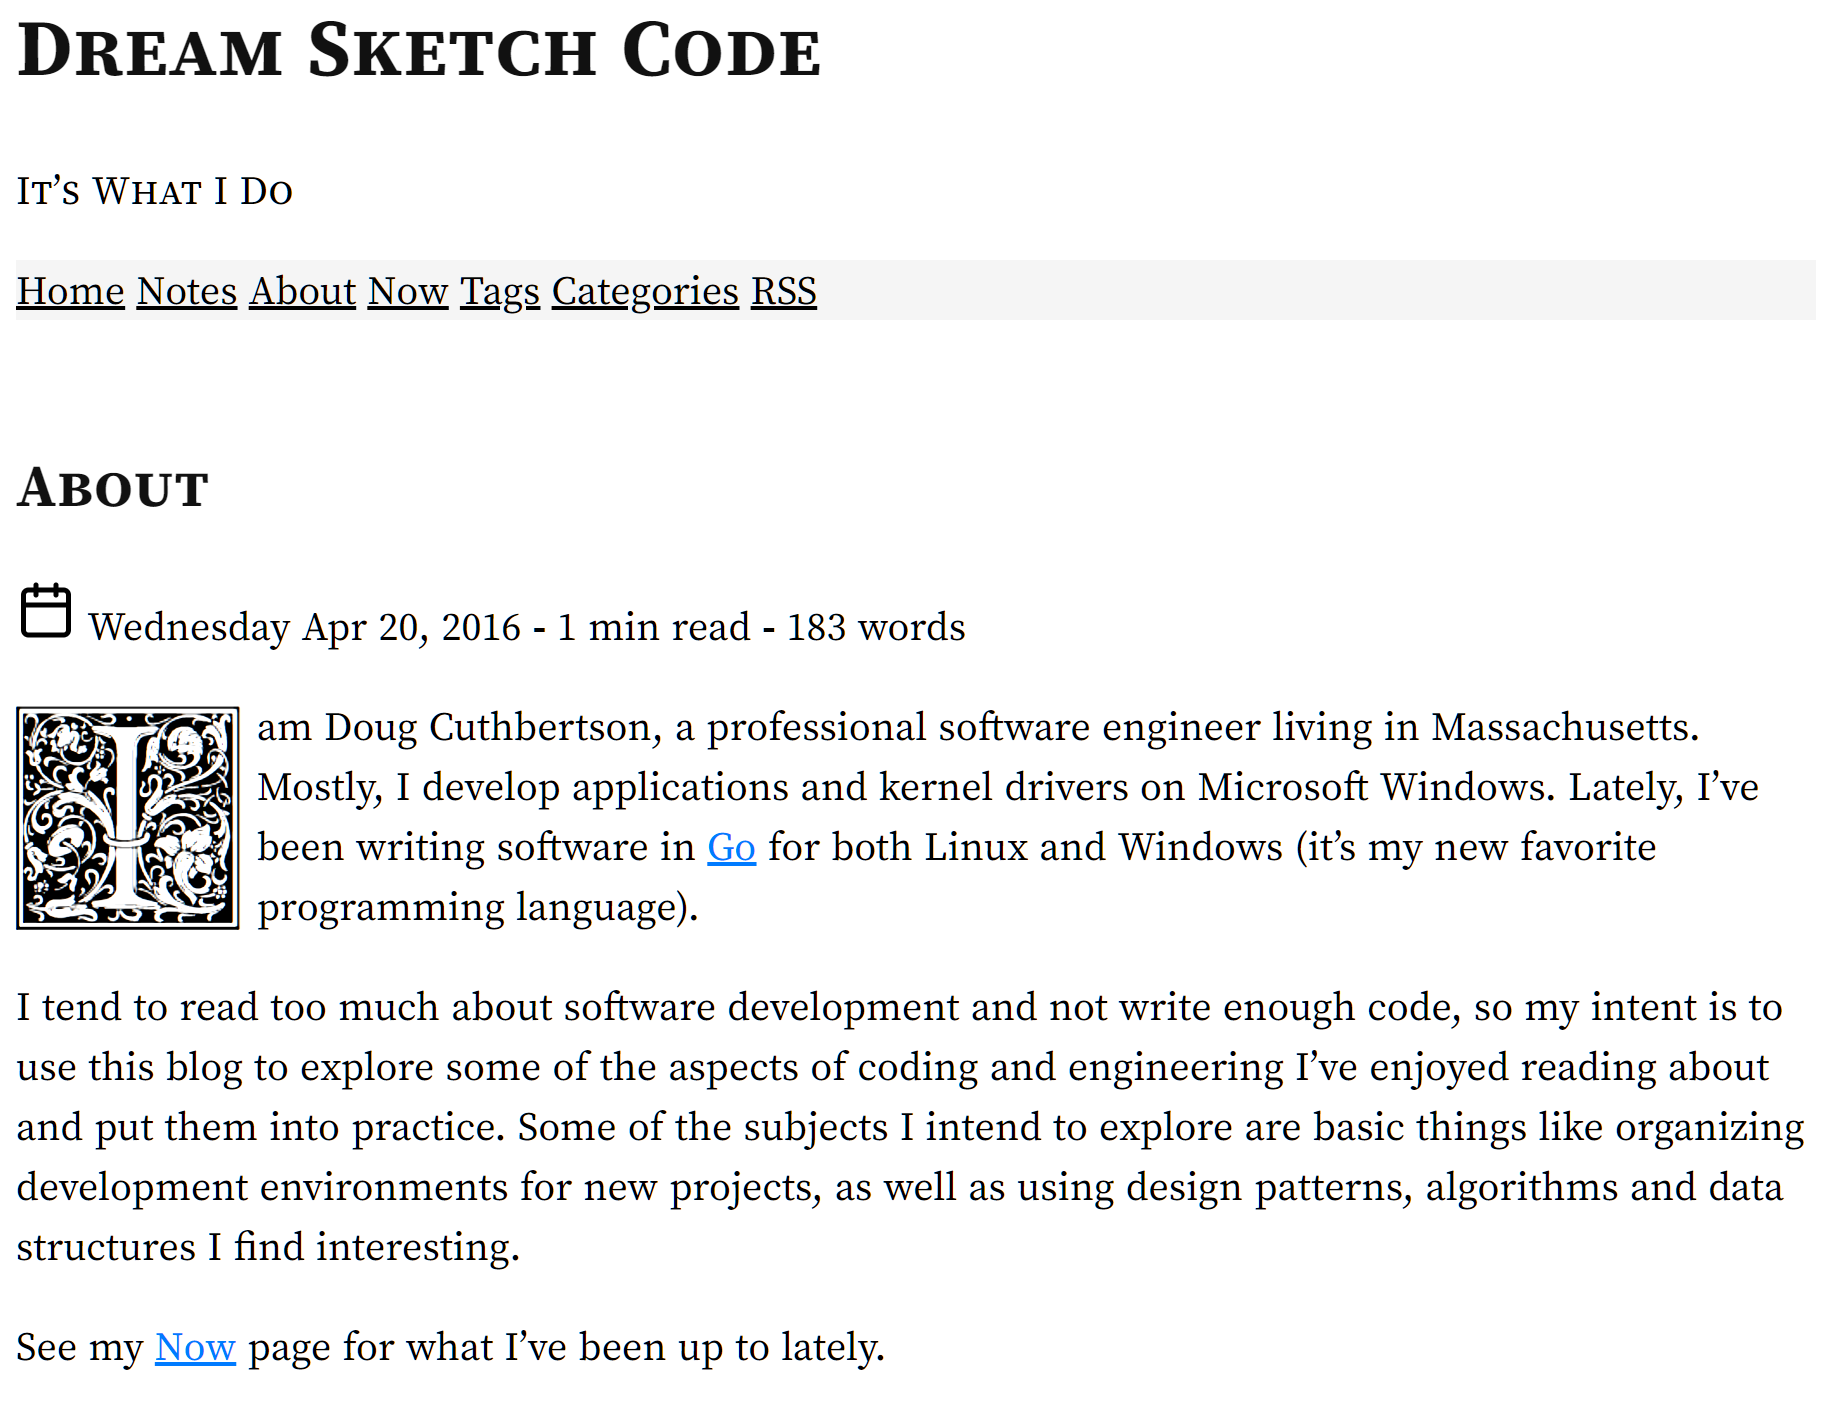 Dream Sketch Code
It’s What I Do
Home Notes About Now Tags Categories RSS
About
Wednesday Apr 20, 2016 - 1 min read - 183 words
I am Doug Cuthbertson, a professional software engineer living in Massachusetts.
Mostly, I develop applications and kernel drivers on Microsoft Windows. Lately, I’ve
been writing software in Go for both Linux and Windows (it’s my new favorite
programming language).
I tend to read too much about software development and not write enough code, so my intent is to
use this blog to explore some of the aspects of coding and engineering I’ve enjoyed reading about
and put them into practice. Some of the subjects I intend to explore are basic things like organizing
development environments for new projects, as well as using design patterns, algorithms and data
structures I find interesting.
See my Now page for what I’ve been up to lately.